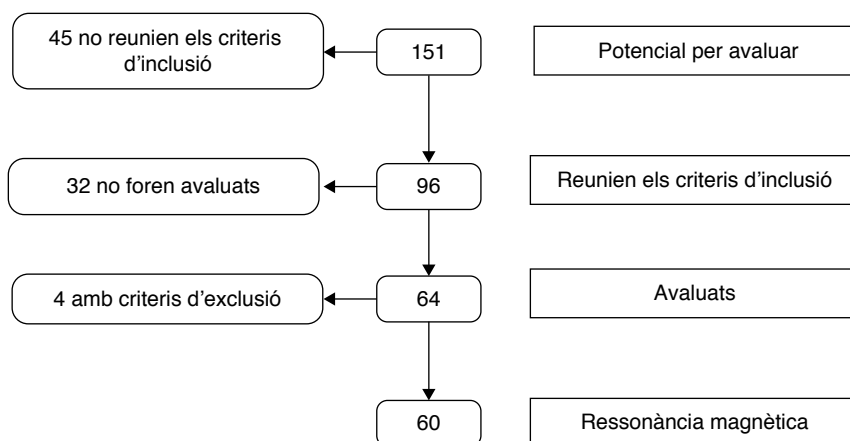 45 no reunien els criteris
d’inclusió
151
Potencial per avaluar
32 no foren avaluats
96
Reunien els criteris d’inclusió
4 amb criteris d’exclusió
64
Avaluats
60
Ressonància magnètica